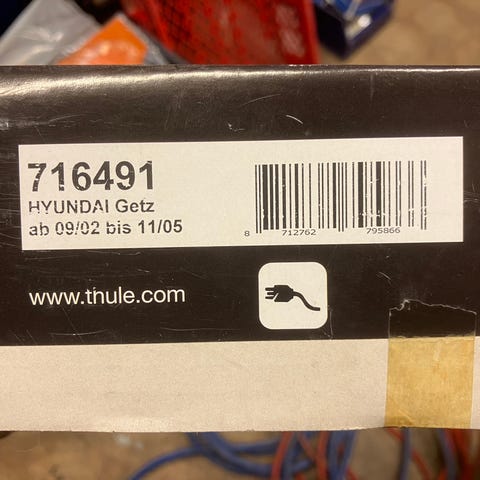 716491
HYUNDAI Getz
ab 09/02 bis 11/05
8 712762 795866
www.thule.com